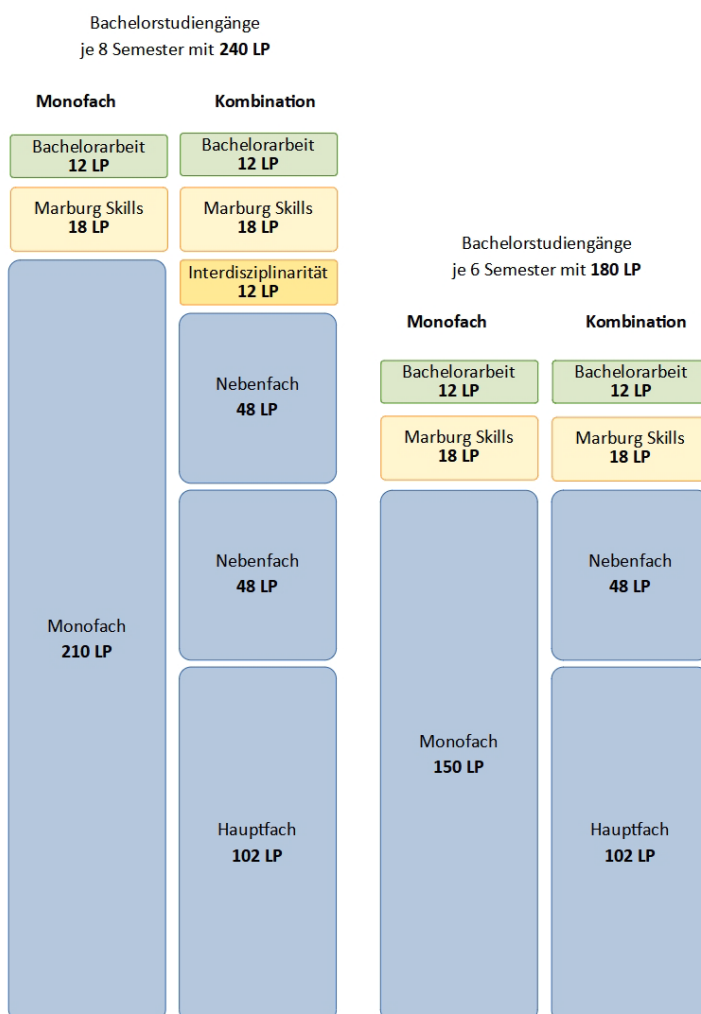 Bachelorstudiengänge
je 8 Semester mit 240 LP
Monofach
Kombination
Bachelorarbeit
12 LP
Bachelorarbeit
12 LP
Marburg Skills
18 LP
Marburg Skills
18 LP
Interdisziplinarität
12 LP
Nebenfach
48 LP
Nebenfach
48 LP
Monofach
210 LP
Hauptfach
102 LP
Bachelorstudiengänge
je 6 Semester mit 180 LP
Monofach
Kombination
Bachelorarbeit
12 LP
Bachelorarbeit
12 LP
Marburg Skills
18 LP
Marburg Skills
18 LP
Nebenfach
48 LP
Monofach
150 LP
Hauptfach
102 LP